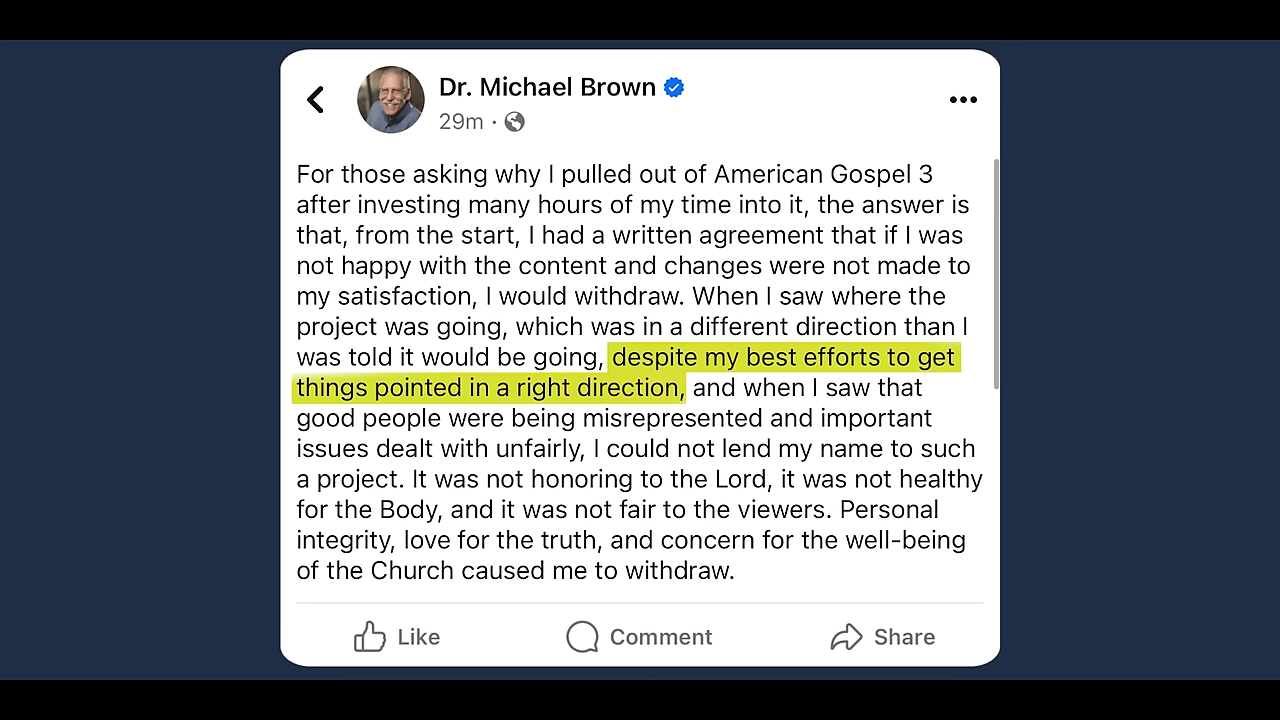 Dr. Michael Brown
29m ·
For those asking why I pulled out of American Gospel 3
after investing many hours of my time into it, the answer is
that, from the start, I had a written agreement that if I was
not happy with the content and changes were not made to
my satisfaction, I would withdraw. When I saw where the
project was going, which was in a different direction than I
was told it would be going, despite my best efforts to get
things pointed in a right direction, and when I saw that
good people were being misrepresented and important
issues dealt with unfairly, I could not lend my name to such
a project. It was not honoring to the Lord, it was not healthy
for the Body, and it was not fair to the viewers. Personal
integrity, love for the truth, and concern for the well-being
of the Church caused me to withdraw.
Like Comment Share